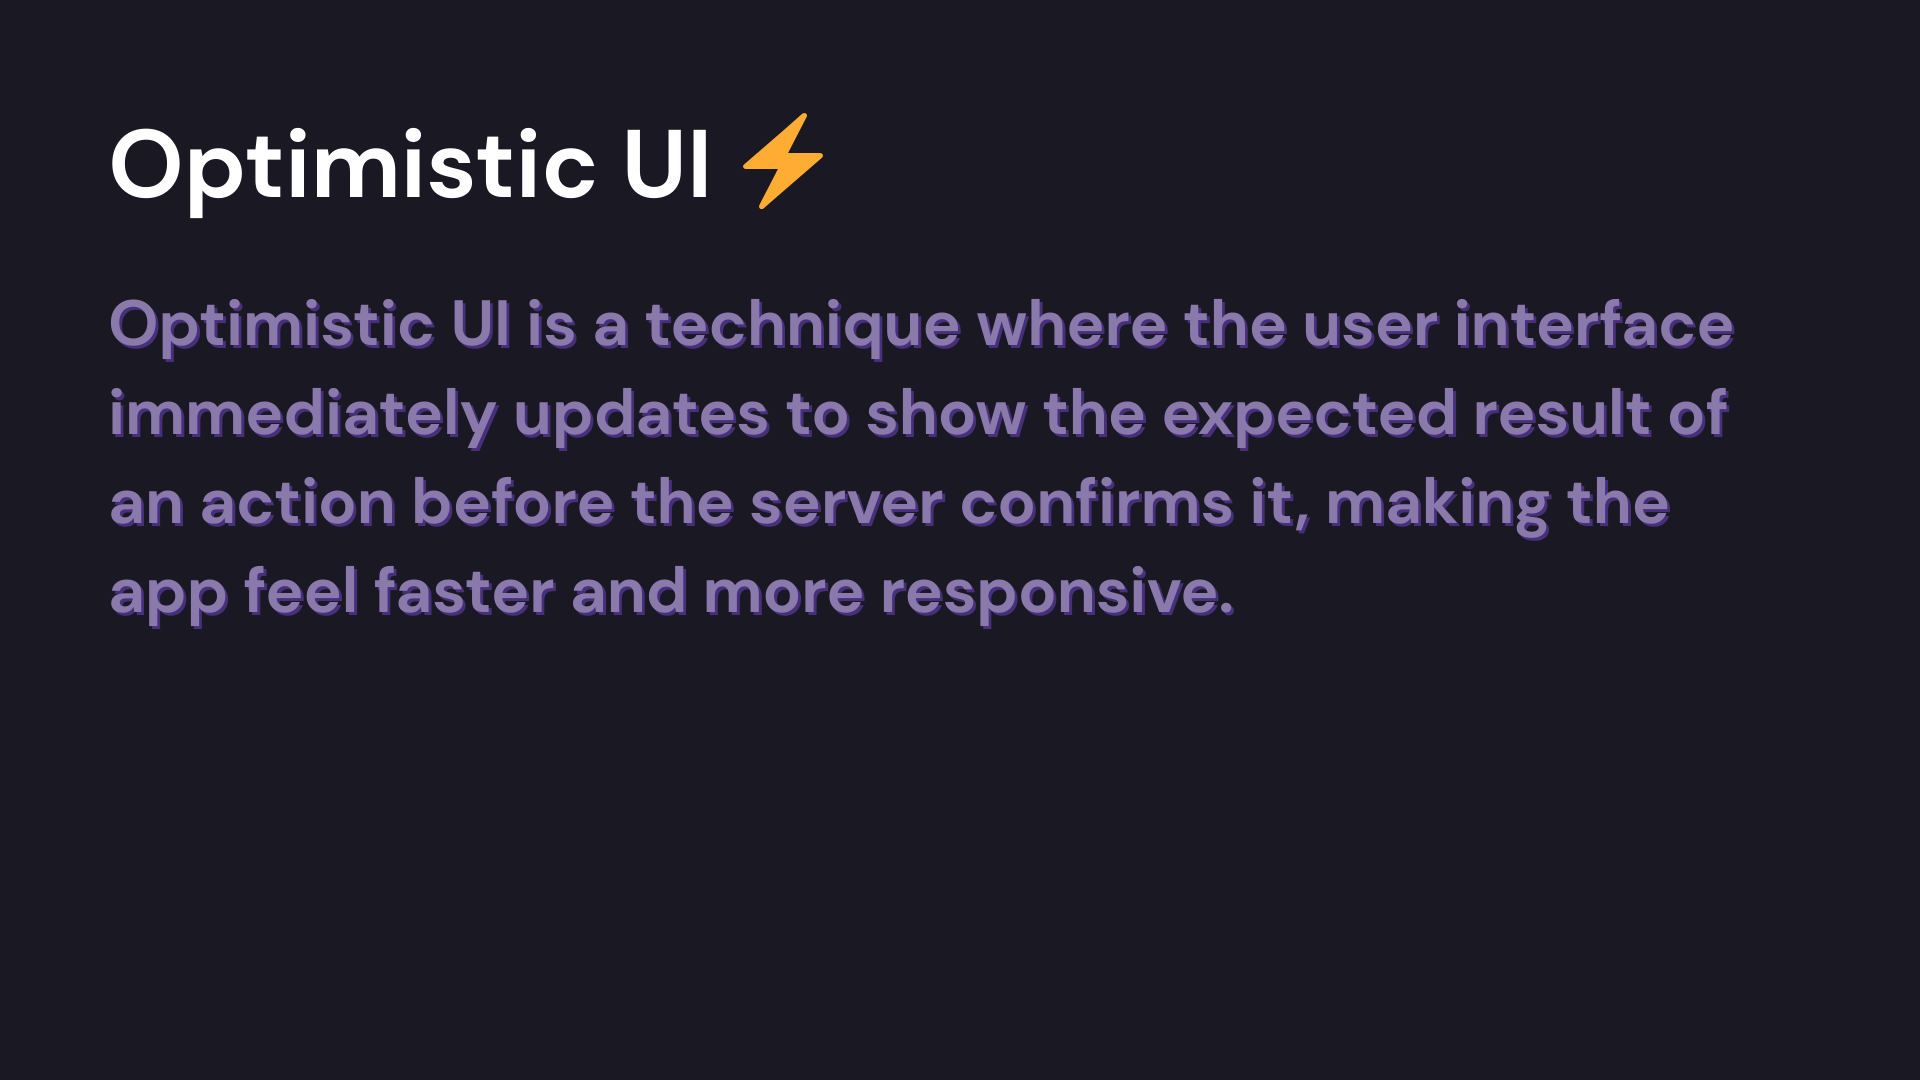 Optimistic UI ⚡
Optimistic UI is a technique where the user interface
immediately updates to show the expected result of
an action before the server confirms it, making the
app feel faster and more responsive.